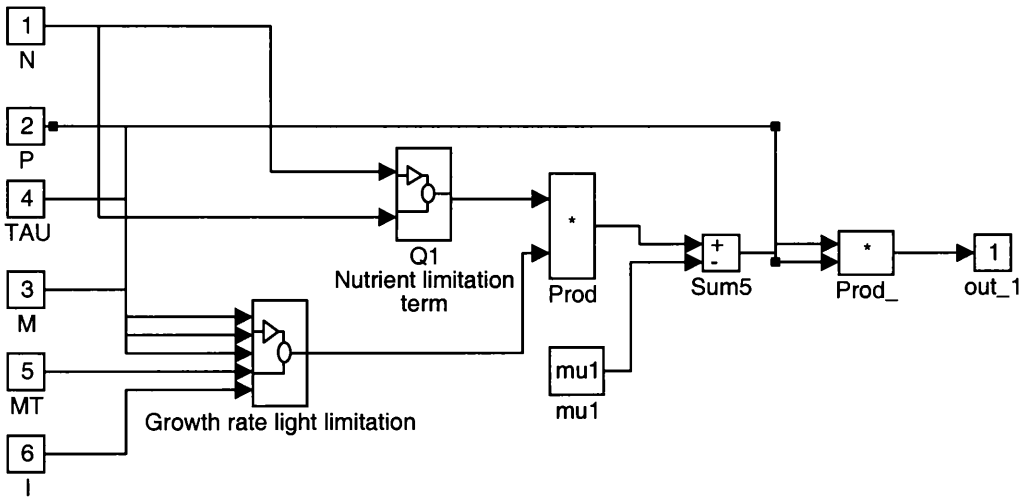 1
N
2
P
4
TAU
3
M
5
MT
6
I
Q1
Nutrient limitation
term
Growth rate light limitation
*
Prod
mu1
mu1
+
-
Sum5
*
Prod_
1
out_1